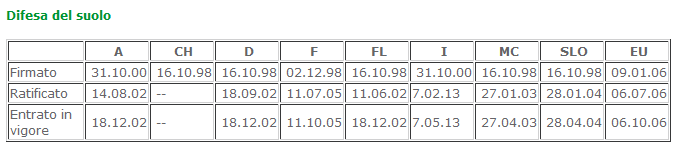 Difesa del suolo
A CH D F FL I MC SLO EU
Firmato 31.10.00 16.10.98 16.10.98 02.12.98 16.10.98 31.10.00 16.10.98 16.10.98 09.01.06
Ratificato 14.08.02 -- 18.09.02 11.07.05 11.06.02 7.02.13 27.01.03 28.01.04 06.07.06
Entrato in
vigore 18.12.02 -- 18.12.02 11.10.05 18.12.02 7.05.13 27.04.03 28.04.04 06.10.06